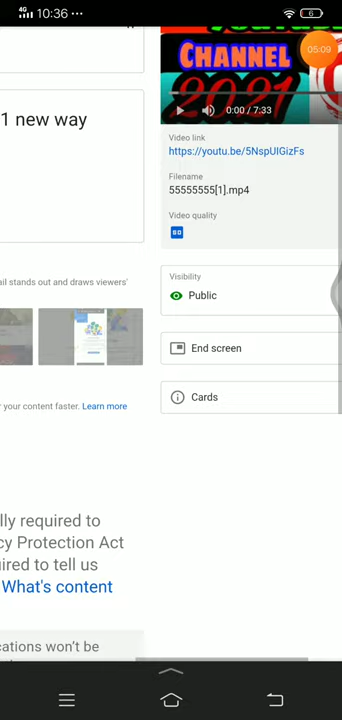 4G 10:36 6
05:09
CHANNEL
2021
0:00 / 7:33
1 new way
Video link
https://youtu.be/5NspUIGizFs
Filename
55555555[1].mp4
Video quality
SD
Visibility
Public
ail stands out and draws viewers'
End screen
Cards
r your content faster. Learn more
lly required to
cy Protection Act
uired to tell us
What's content
cations won't be